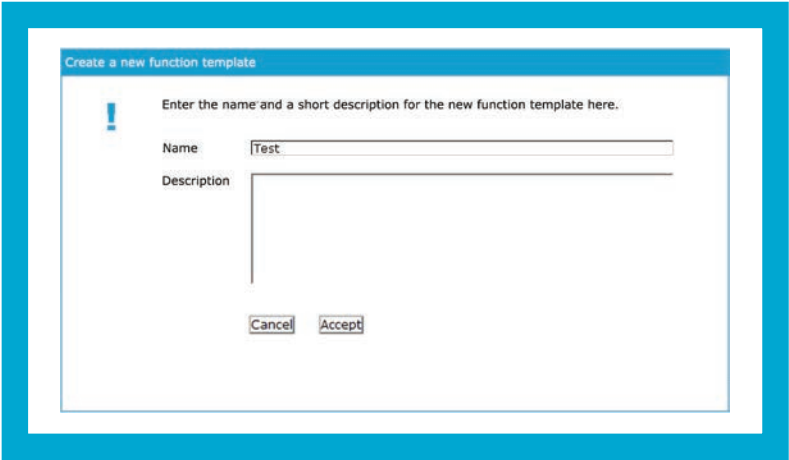 Create a new function template
Enter the name and a short description for the new function template here.
Name
Test
Description
Cancel
Accept